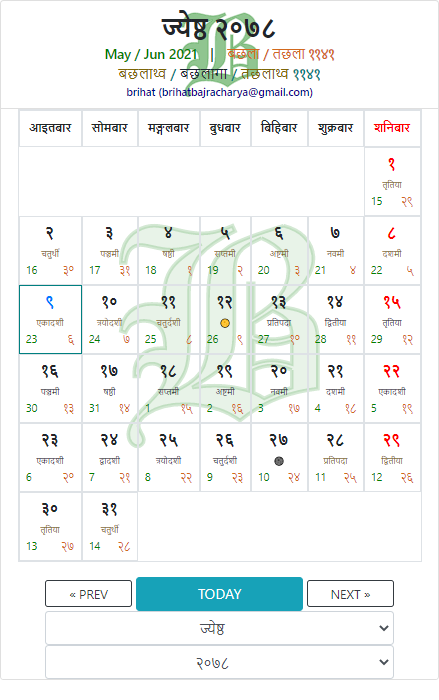 ज्येष्ठ २०७८
May / Jun 2021 | बछला / तछला ११४१
बछलाथ्व / बछलागा / तछलाथ्व ११४१
brihat (brihatbajracharya@gmail.com)
आइतबार सोमबार मङ्गलबार बुधबार बिहिबार शुक्रबार शनिबार
१
तृतिया
15 २९
२ ३ ४ ५ ६ ७ ८
चतुर्थी पञ्चमी षष्ठी सप्तमी अष्टमी नवमी दशमी
16 ३० 17 ३१ 18 १ 19 २ 20 ३ 21 ४ 22 ५
९ १० ११ १२ १३ १४ १५
एकादशी त्रयोदशी चतुर्दशी प्रतिपदा द्वितीया तृतिया
23 ६ 24 ७ 25 ८ 26 ९ 27 १० 28 ११ 29 १२
१६ १७ १८ १९ २० २१ २२
पञ्चमी षष्ठी सप्तमी अष्टमी नवमी दशमी एकादशी
30 १३ 31 १४ 1 १५ 2 १६ 3 १७ 4 १८ 5 १९
२३ २४ २५ २६ २७ २८ २९
एकादशी द्वादशी त्रयोदशी चतुर्दशी प्रतिपदा द्वितीया
6 २० 7 २१ 8 २२ 9 २३ 10 २४ 11 २५ 12 २६
३० ३१
तृतिया चतुर्थी
13 २७ 14 २८
« PREV TODAY NEXT »
ज्येष्ठ
२०७८